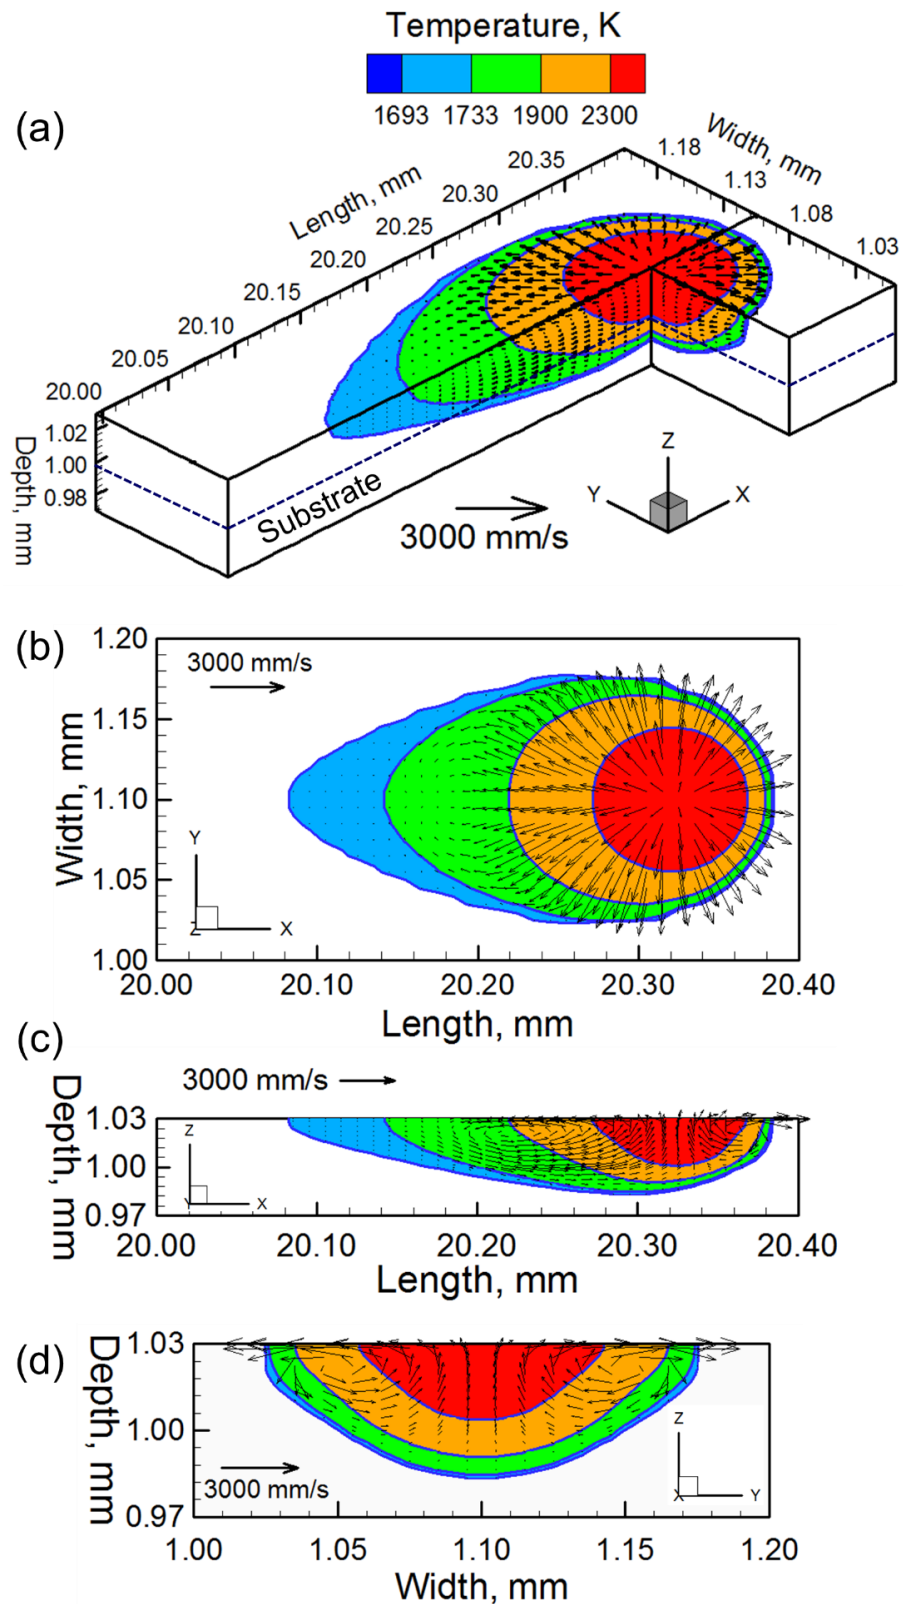 Temperature, K
1693 1733 1900 2300
(a)
Width, mm
1.18
1.13
1.08
1.03
Length, mm
20.35
20.30
20.25
20.20
20.15
20.10
20.05
20.00
1.02
1.00
0.98
Depth, mm
Substrate
3000 mm/s
Z
Y
X
(b)
1.20
3000 mm/s
1.15
1.10
1.05
1.00
Width, mm
Y
Z
X
20.00 20.10 20.20 20.30 20.40
Length, mm
(c)
3000 mm/s
Depth, mm
1.03
1.00
0.97
Z
Y
X
20.00 20.10 20.20 20.30 20.40
Length, mm
(d)
Depth, mm
1.03
1.00
0.97
3000 mm/s
Z
X
Y
1.00 1.05 1.10 1.15 1.20
Width, mm